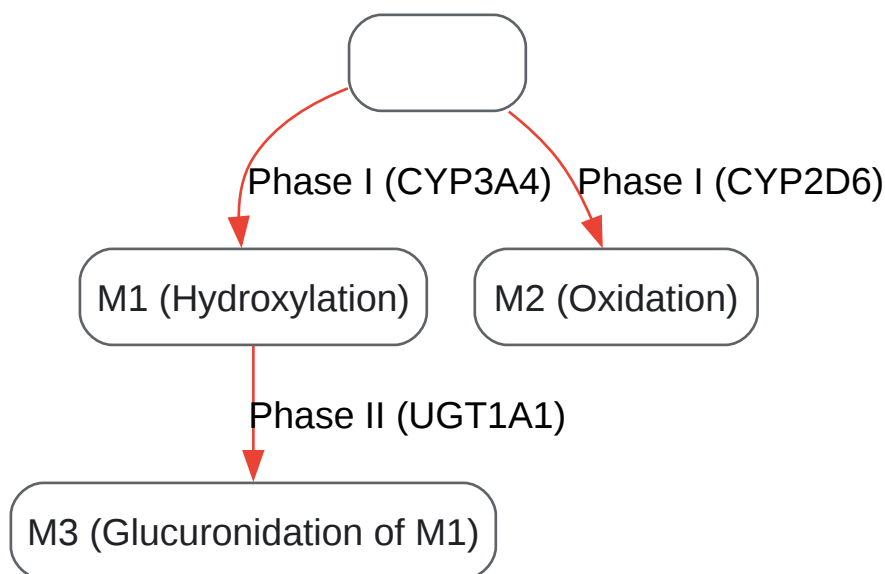 Phase I (CYP3A4)
Phase I (CYP2D6)
M1 (Hydroxylation)
M2 (Oxidation)
Phase II (UGT1A1)
M3 (Glucuronidation of M1)